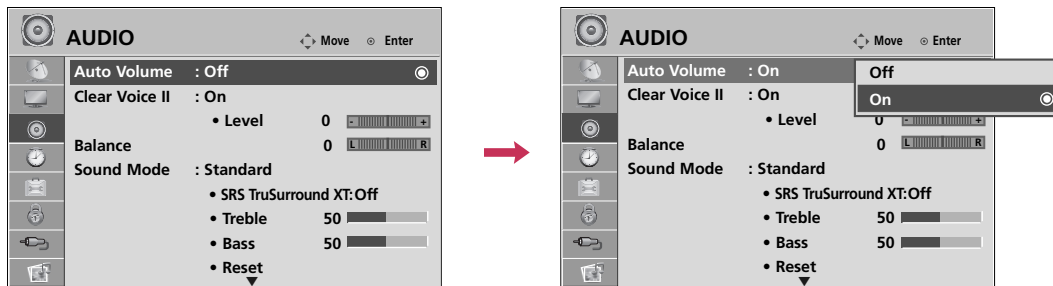 AUDIO Move Enter
Auto Volume : Off
Clear Voice II : On
• Level 0 - +
Balance 0 L R
Sound Mode : Standard
• SRS TruSurround XT: Off
• Treble 50
• Bass 50
• Reset
AUDIO Move Enter
Auto Volume : On
Off
On
Clear Voice II : On
• Level 0 - +
Balance 0 L R
Sound Mode : Standard
• SRS TruSurround XT: Off
• Treble 50
• Bass 50
• Reset